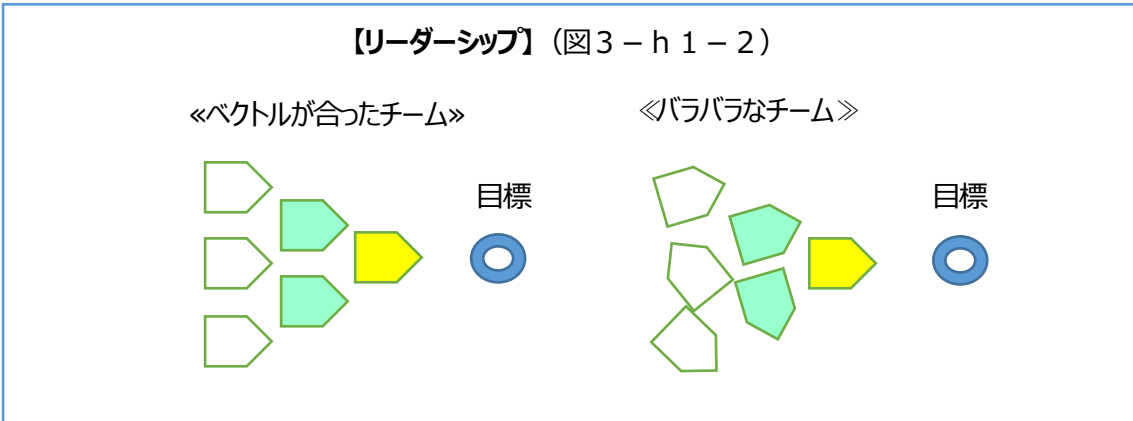 【リーダーシップ】（図３－ｈ１－２）
«ベクトルが合ったチーム»
≪バラバラなチーム≫
目標
目標